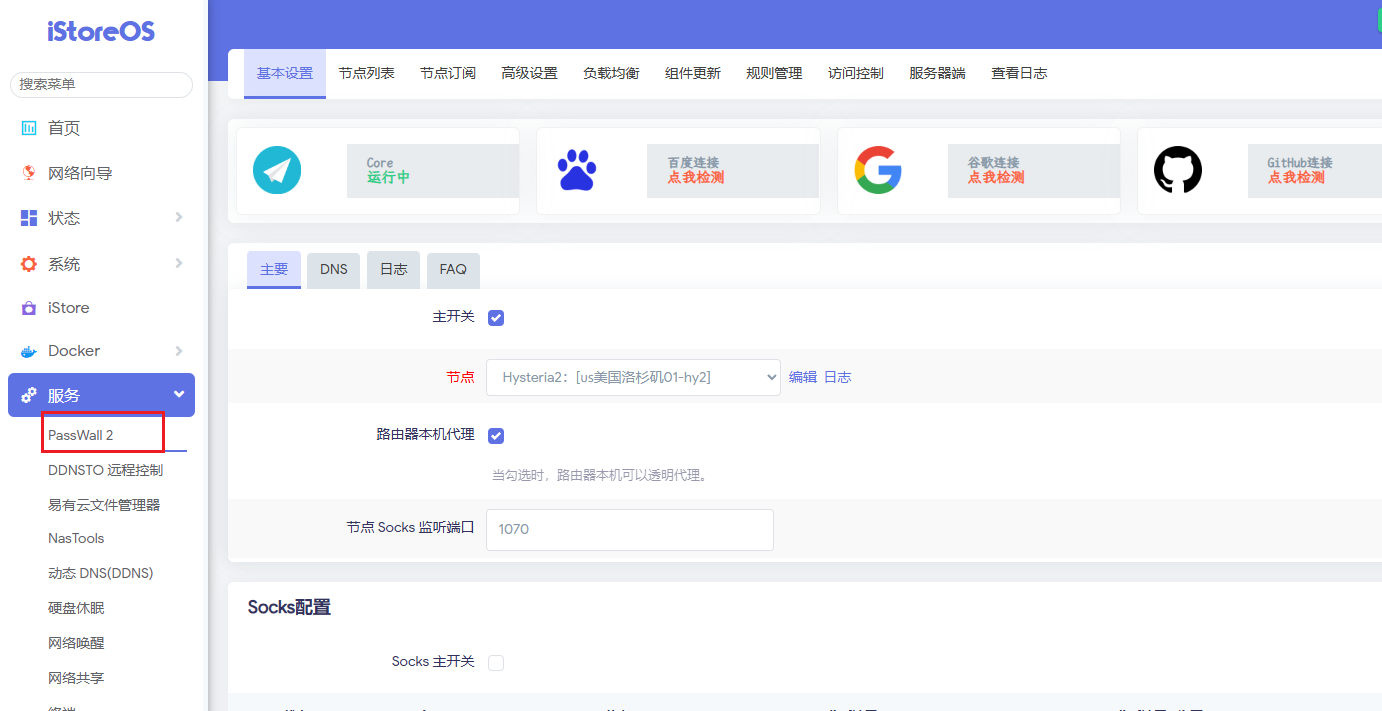 iStoreOS
搜索菜单
首页
网络向导
状态
系统
iStore
Docker
服务
PassWall 2
DDNSTO 远程控制
易有云文件管理器
NasTools
动态 DNS(DDNS)
硬盘休眠
网络唤醒
网络共享
终端
基本设置 节点列表 节点订阅 高级设置 负载均衡 组件更新 规则管理 访问控制 服务器端 查看日志
Core
运行中
百度连接
点我检测
谷歌连接
点我检测
GitHub连接
点我检测
主要 DNS 日志 FAQ
主开关
节点 Hysteria2：[us美国洛杉矶01-hy2] 编辑 日志
路由器本机代理
当勾选时，路由器本机可以透明代理。
节点 Socks 监听端口 1070
Socks配置
Socks 主开关